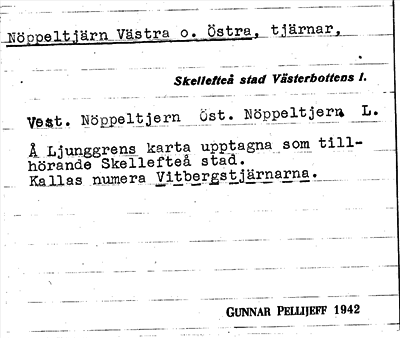 Nöppeltjärn Västra o. Östra, tjärnar,
Skellefteå stad Västerbottens l.
Vest. Nöppeltjern Öst. Nöppeltjern L.
Å Ljunggrens karta upptagna som till-
hörande Skellefteå stad.
Kallas numera Vitbergstjärnarna.
GUNNAR PELLIJEFF 1942